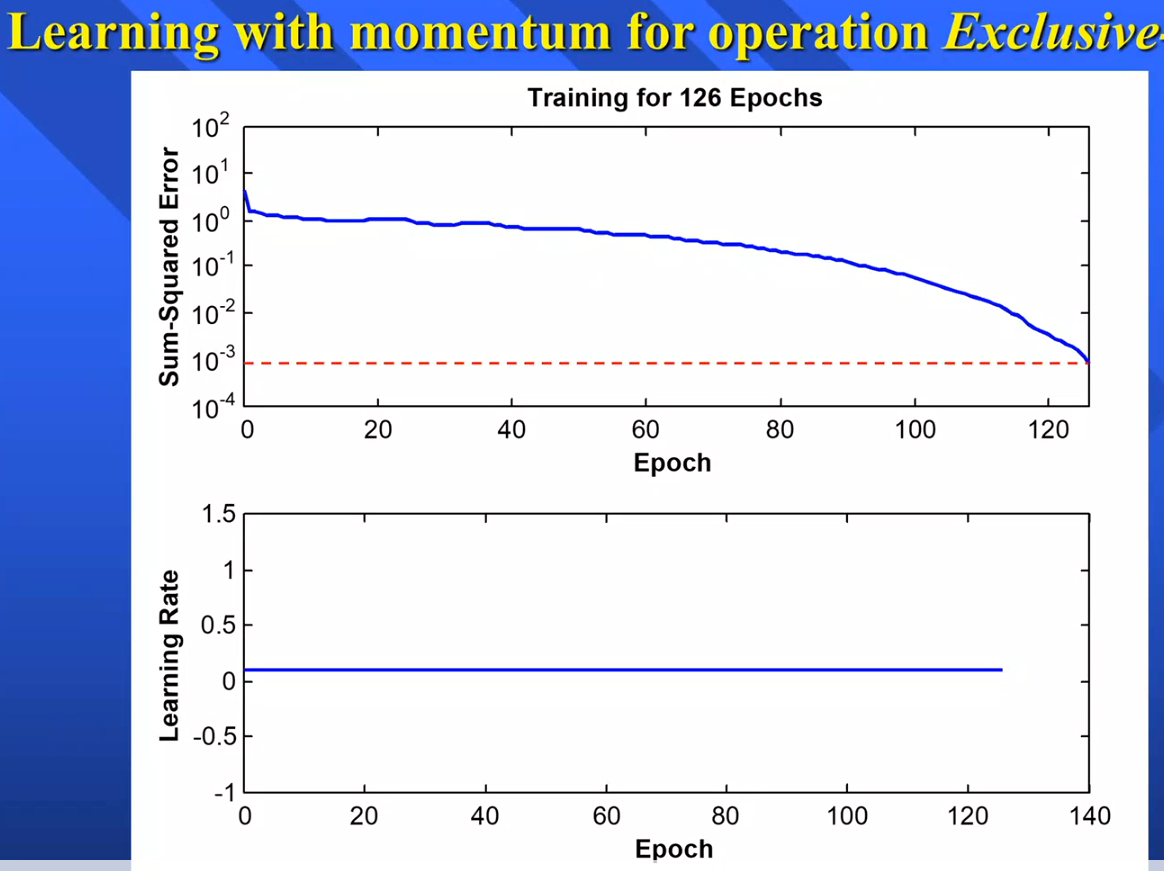 Learning with momentum for operation Exclusive-
Training for 126 Epochs
Sum-Squared Error
10^2
10^1
10^0
10^-1
10^-2
10^-3
10^-4
0 20 40 60 80 100 120
Epoch
Learning Rate
1.5
1
0.5
0
-0.5
-1
0 20 40 60 80 100 120 140
Epoch